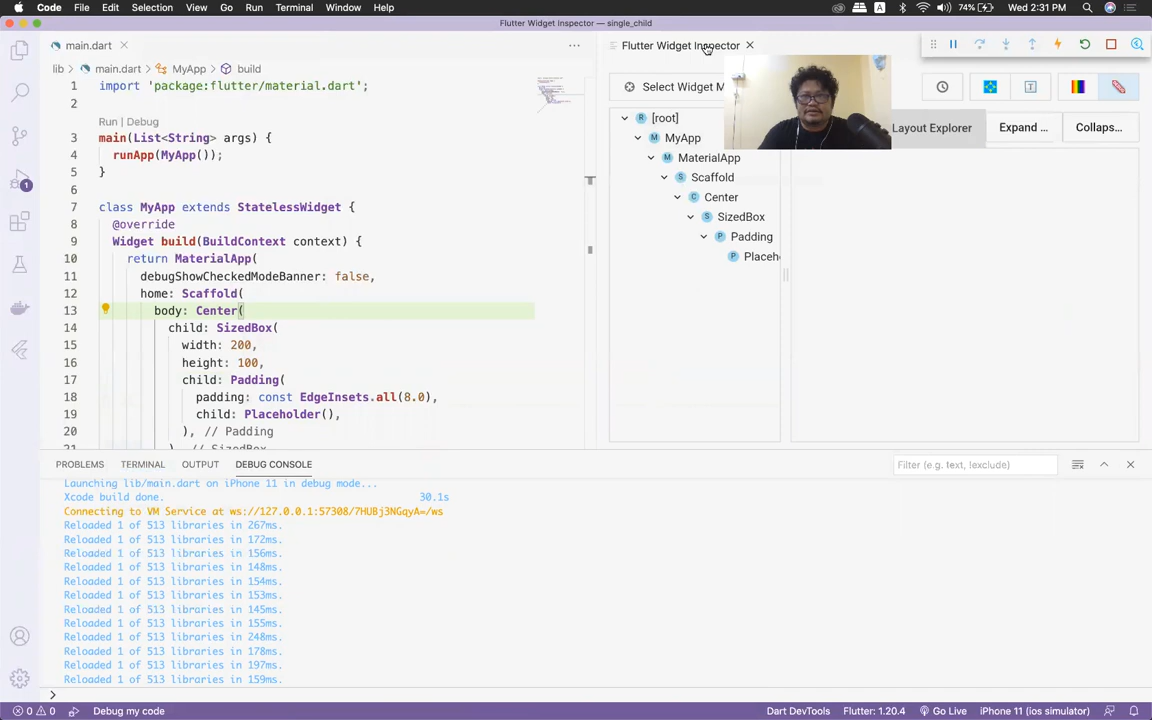 Code File Edit Selection View Go Run Terminal Window Help
A 74% Wed 2:31 PM
Flutter Widget Inspector — single_child
main.dart
lib > main.dart > MyApp > build
1 import 'package:flutter/material.dart';
2
Run | Debug
3 main(List<String> args) {
4 runApp(MyApp());
5 }
6
7 class MyApp extends StatelessWidget {
8 @override
9 Widget build(BuildContext context) {
10 return MaterialApp(
11 debugShowCheckedModeBanner: false,
12 home: Scaffold(
13 body: Center(
14 child: SizedBox(
15 width: 200,
16 height: 100,
17 child: Padding(
18 padding: const EdgeInsets.all(8.0),
19 child: Placeholder(),
20 ), // Padding
21 ), // SizedBox
Flutter Widget Inspector
Select Widget M
Layout Explorer Expand ... Collaps...
R [root]
M MyApp
M MaterialApp
S Scaffold
C Center
S SizedBox
P Padding
P Placeh
1
PROBLEMS TERMINAL OUTPUT DEBUG CONSOLE
Filter (e.g. text, !exclude)
Launching lib/main.dart on iPhone 11 in debug mode...
Xcode build done. 30.1s
Connecting to VM Service at ws://127.0.0.1:57308/7HUBj3NGqyA=/ws
Reloaded 1 of 513 libraries in 267ms.
Reloaded 1 of 513 libraries in 172ms.
Reloaded 1 of 513 libraries in 156ms.
Reloaded 1 of 513 libraries in 148ms.
Reloaded 1 of 513 libraries in 154ms.
Reloaded 1 of 513 libraries in 153ms.
Reloaded 1 of 513 libraries in 145ms.
Reloaded 1 of 513 libraries in 155ms.
Reloaded 1 of 513 libraries in 248ms.
Reloaded 1 of 513 libraries in 178ms.
Reloaded 1 of 513 libraries in 197ms.
Reloaded 1 of 513 libraries in 159ms.
>
0 0 Debug my code
Dart DevTools Flutter: 1.20.4 Go Live iPhone 11 (ios simulator)